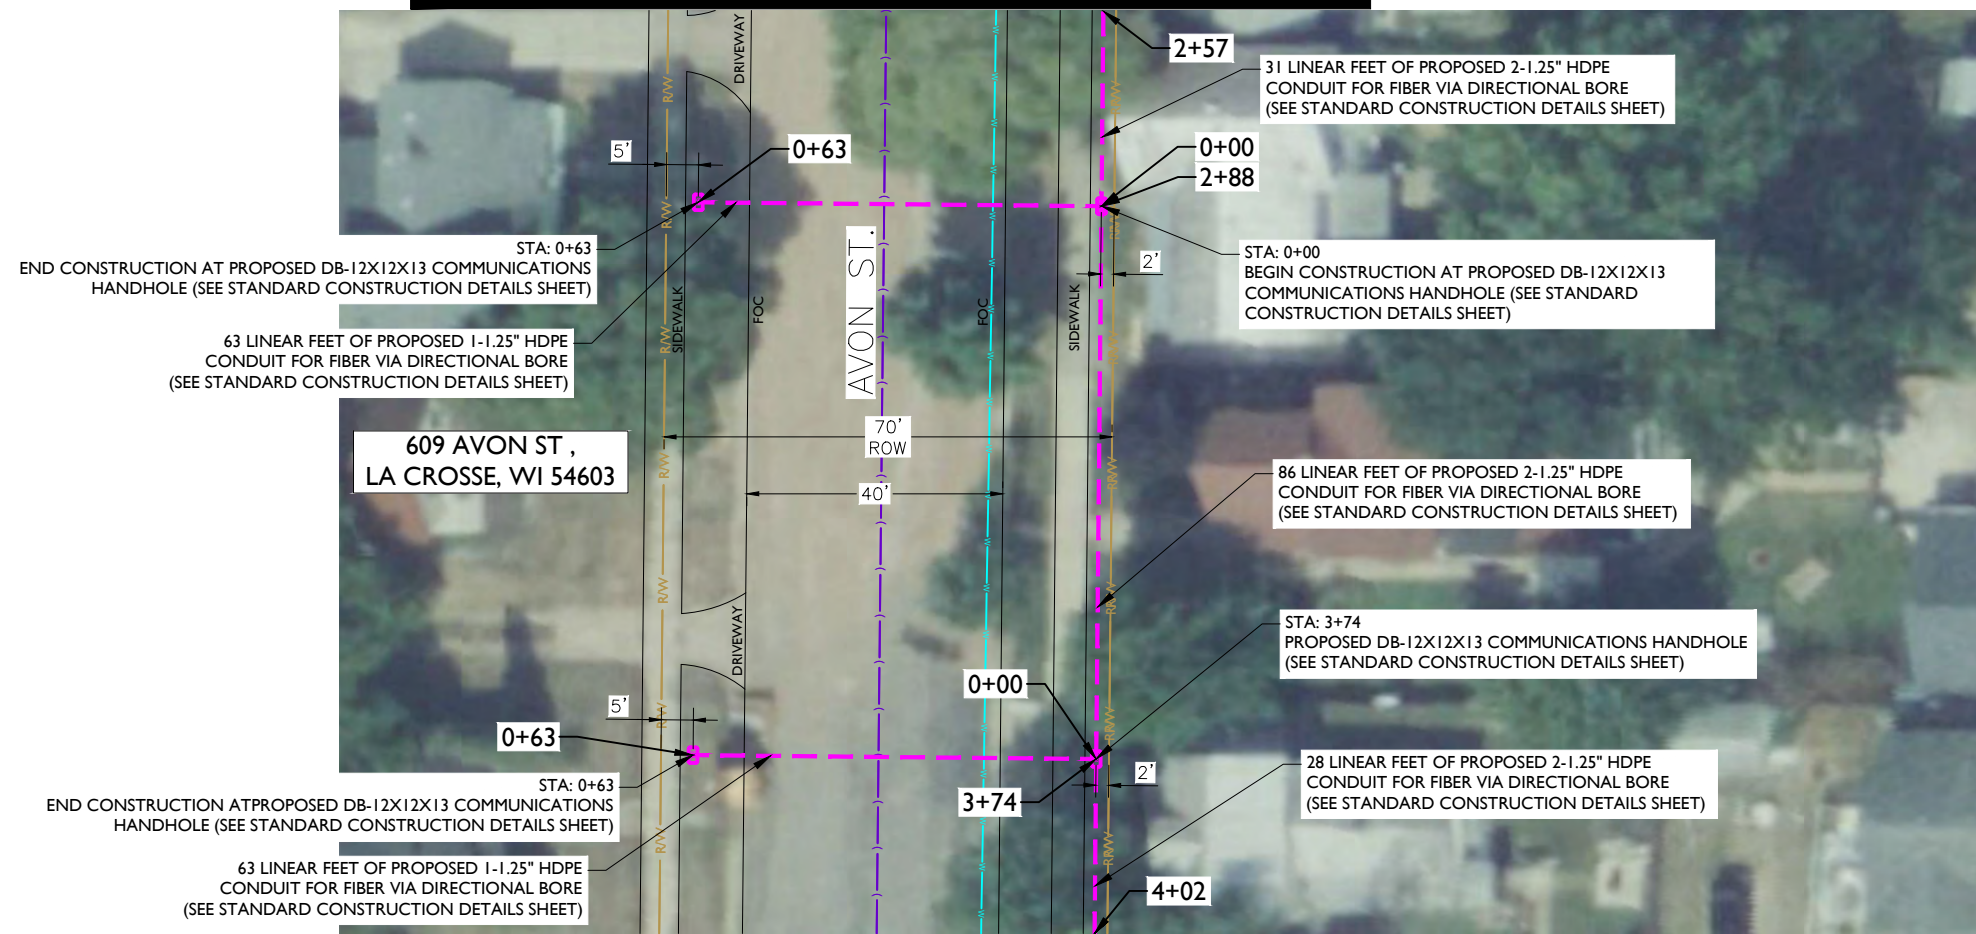 2+57
31 LINEAR FEET OF PROPOSED 2-1.25" HDPE
CONDUIT FOR FIBER VIA DIRECTIONAL BORE
(SEE STANDARD CONSTRUCTION DETAILS SHEET)
DRIVEWAY
R/W
R/W
5'
0+63
0+00
2+88
R/W
R/W
STA: 0+63
END CONSTRUCTION AT PROPOSED DB-12X12X13 COMMUNICATIONS
HANDHOLE (SEE STANDARD CONSTRUCTION DETAILS SHEET)
STA: 0+00
BEGIN CONSTRUCTION AT PROPOSED DB-12X12X13
COMMUNICATIONS HANDHOLE (SEE STANDARD
CONSTRUCTION DETAILS SHEET)
2'
63 LINEAR FEET OF PROPOSED 1-1.25" HDPE
CONDUIT FOR FIBER VIA DIRECTIONAL BORE
(SEE STANDARD CONSTRUCTION DETAILS SHEET)
R/W
SIDEWALK
FOC
AVON ST.
FOC
SIDEWALK
R/W
609 AVON ST ,
LA CROSSE, WI 54603
70'
ROW
40'
R/W
R/W
86 LINEAR FEET OF PROPOSED 2-1.25" HDPE
CONDUIT FOR FIBER VIA DIRECTIONAL BORE
(SEE STANDARD CONSTRUCTION DETAILS SHEET)
R/W
R/W
DRIVEWAY
STA: 3+74
PROPOSED DB-12X12X13 COMMUNICATIONS HANDHOLE
(SEE STANDARD CONSTRUCTION DETAILS SHEET)
0+00
5'
R/W
R/W
0+63
3+74
2'
STA: 0+63
END CONSTRUCTION ATPROPOSED DB-12X12X13 COMMUNICATIONS
HANDHOLE (SEE STANDARD CONSTRUCTION DETAILS SHEET)
28 LINEAR FEET OF PROPOSED 2-1.25" HDPE
CONDUIT FOR FIBER VIA DIRECTIONAL BORE
(SEE STANDARD CONSTRUCTION DETAILS SHEET)
R/W
R/W
63 LINEAR FEET OF PROPOSED 1-1.25" HDPE
CONDUIT FOR FIBER VIA DIRECTIONAL BORE
(SEE STANDARD CONSTRUCTION DETAILS SHEET)
4+02